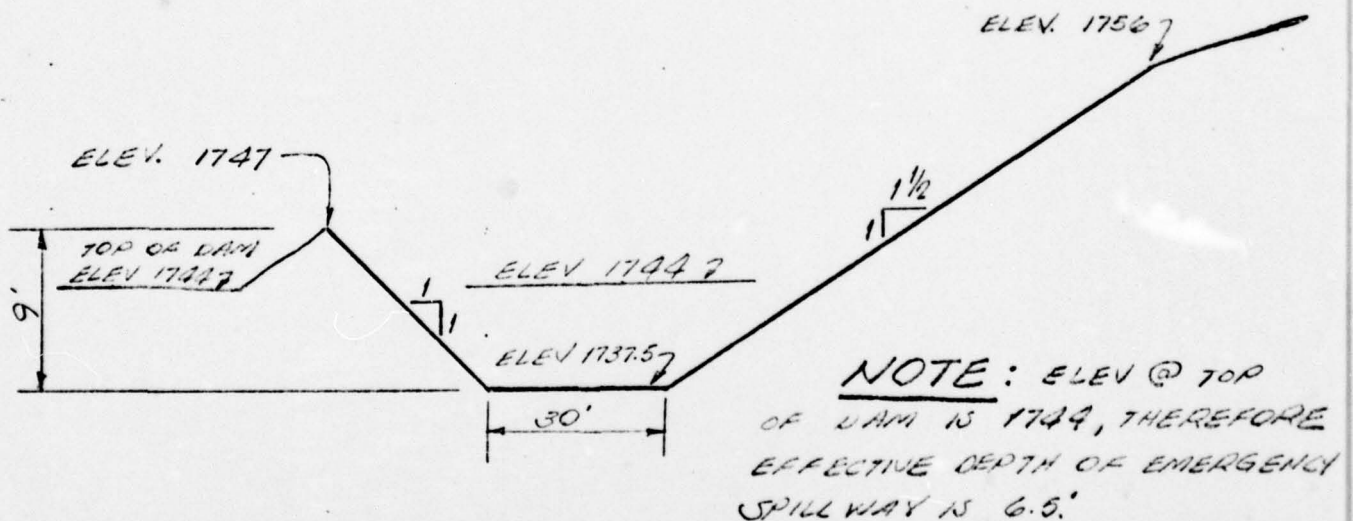 ELEV. 1756
ELEV. 1747
TOP OF DAM
ELEV 1744
ELEV 1744
1 1/2
1
1
1
9'
ELEV 1737.5
30'
NOTE: ELEV @ TOP
OF DAM IS 1744, THEREFORE
EFFECTIVE DEPTH OF EMERGENCY
SPILLWAY IS 6.5'.